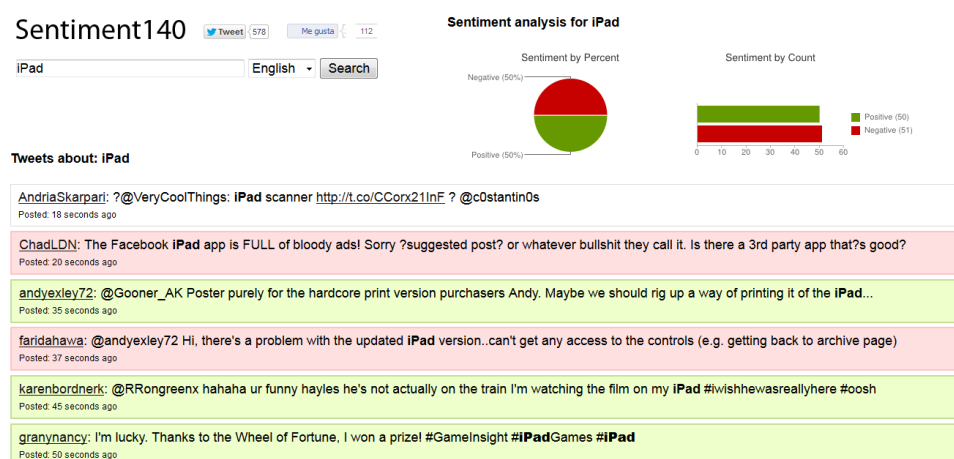 Sentiment140
Tweet 578
Me gusta 112
iPad English Search
Sentiment analysis for iPad
Sentiment by Percent
Negative (50%)
Positive (50%)
Sentiment by Count
Positive (50)
Negative (51)
0 10 20 30 40 50 60
Tweets about: iPad
AndriaSkarpari: ?@VeryCoolThings: iPad scanner http://t.co/CCorx21InF ? @c0stantin0s
Posted: 18 seconds ago
ChadLDN: The Facebook iPad app is FULL of bloody ads! Sorry ?suggested post? or whatever bullshit they call it. Is there a 3rd party app that?s good?
Posted: 20 seconds ago
andyexley72: @Gooner_AK Poster purely for the hardcore print version purchasers Andy. Maybe we should rig up a way of printing it of the iPad...
Posted: 35 seconds ago
faridahawa: @andyexley72 Hi, there's a problem with the updated iPad version..can't get any access to the controls (e.g. getting back to archive page)
Posted: 37 seconds ago
karenbordnerk: @RRongreenx hahaha ur funny hayles he's not actually on the train I'm watching the film on my iPad #iwishhewasreallyhere #oosh
Posted: 45 seconds ago
granynancy: I'm lucky. Thanks to the Wheel of Fortune, I won a prize! #GameInsight #iPadGames #iPad
Posted: 50 seconds ago